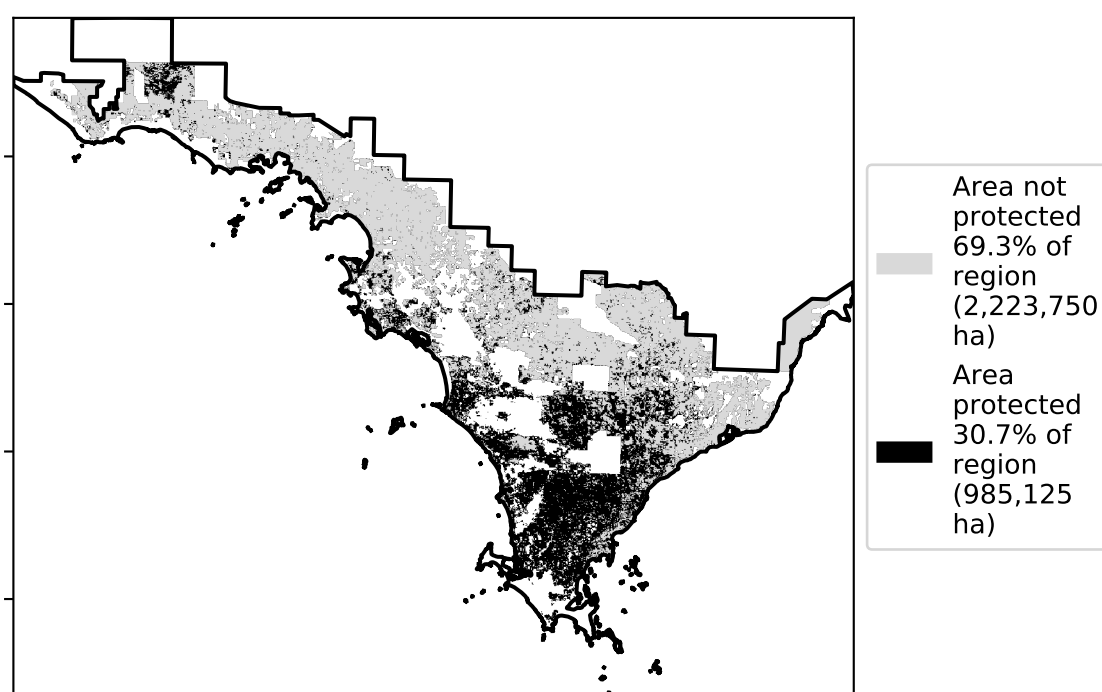 Area not
protected
69.3% of
region
(2,223,750
ha)
Area
protected
30.7% of
region
(985,125
ha)